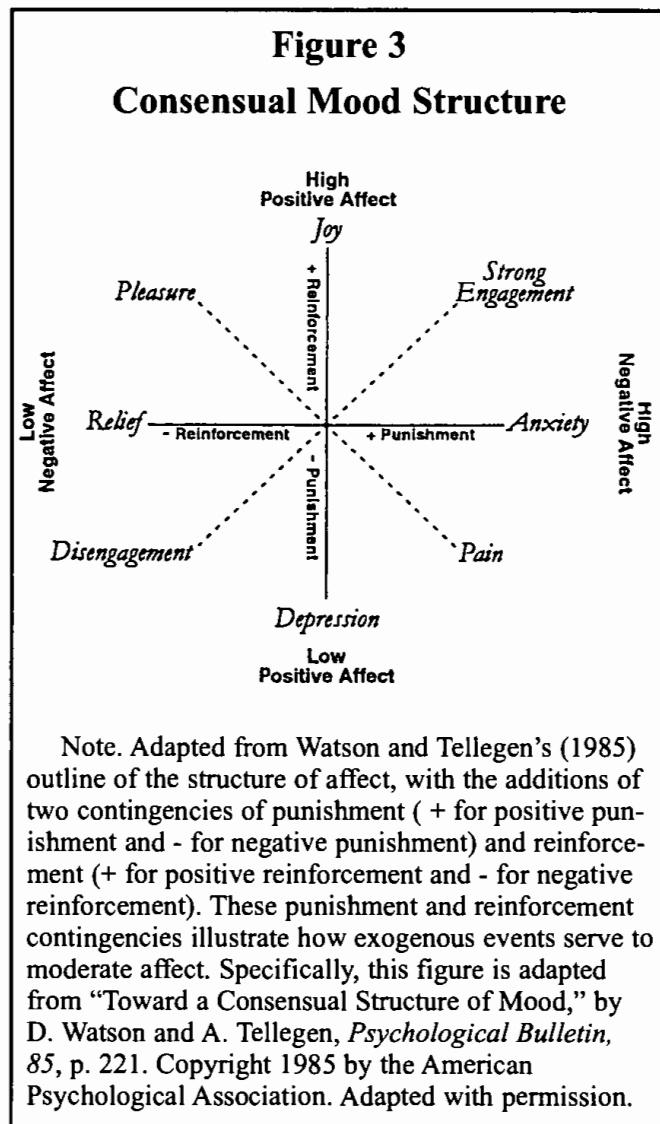 Figure 3
Consensual Mood Structure
High
Positive Affect
Joy
Pleasure
+ Reinforcement
Strong
Engagement
Low
Negative Affect
Relief
- Reinforcement
+ Punishment
Anxiety
High
Negative Affect
- Punishment
Disengagement
Pain
Depression
Low
Positive Affect
Note. Adapted from Watson and Tellegen's (1985)
outline of the structure of affect, with the additions of
two contingencies of punishment ( + for positive pun-
ishment and - for negative punishment) and reinforce-
ment (+ for positive reinforcement and - for negative
reinforcement). These punishment and reinforcement
contingencies illustrate how exogenous events serve to
moderate affect. Specifically, this figure is adapted
from "Toward a Consensual Structure of Mood," by
D. Watson and A. Tellegen, Psychological Bulletin,
85, p. 221. Copyright 1985 by the American
Psychological Association. Adapted with permission.